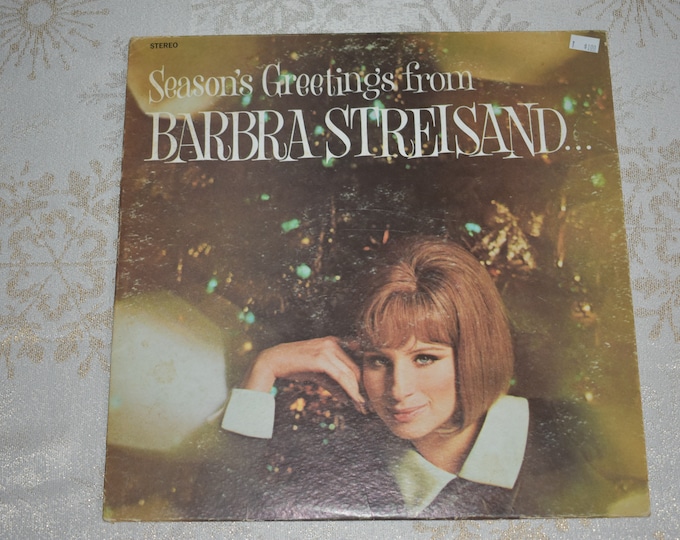 STEREO
Season's Greetings from
BARBRA STREISAND...